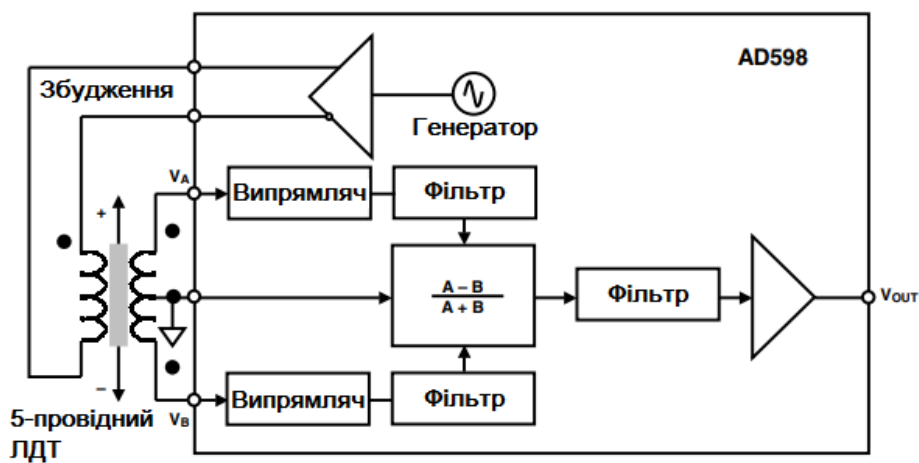 AD598
Збудження
Генератор
VA
Випрямляч
Фільтр
+
A – B
A + B
Фільтр
VOUT
–
Випрямляч
Фільтр
VB
5-провідний
ЛДТ